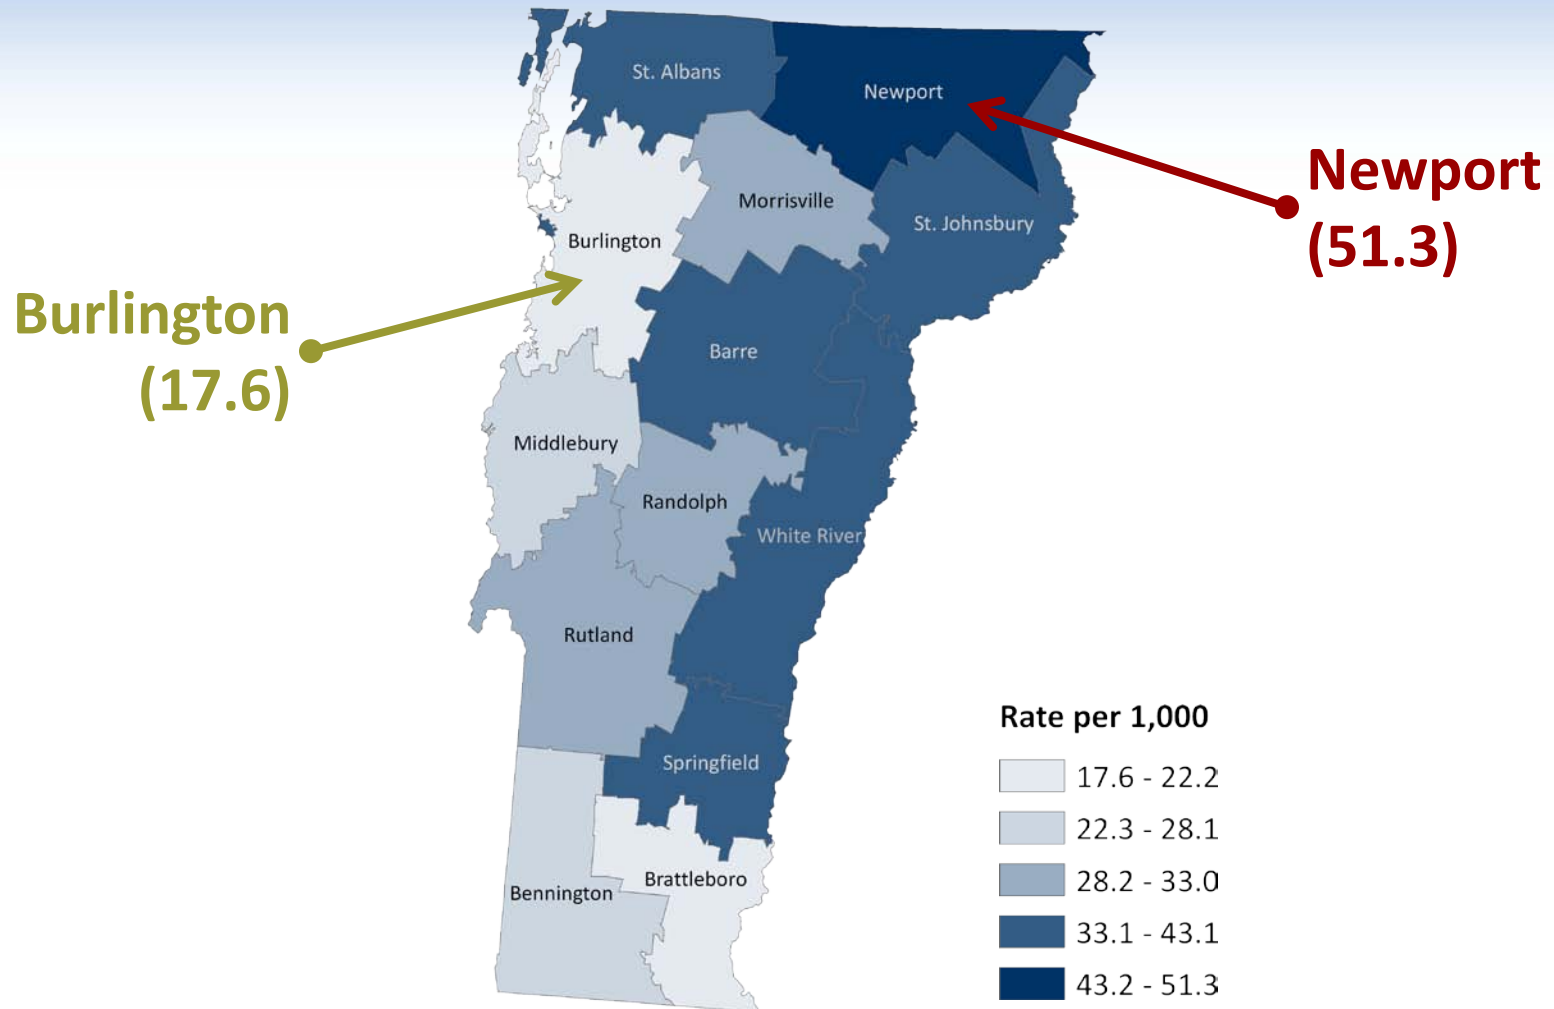 St. Albans
Newport
Newport
(51.3)
Morrisville
St. Johnsbury
Burlington
Burlington
(17.6)
Barre
Middlebury
Randolph
White River
Rutland
Springfield
Brattleboro
Bennington
Rate per 1,000
17.6 - 22.2
22.3 - 28.1
28.2 - 33.0
33.1 - 43.1
43.2 - 51.3